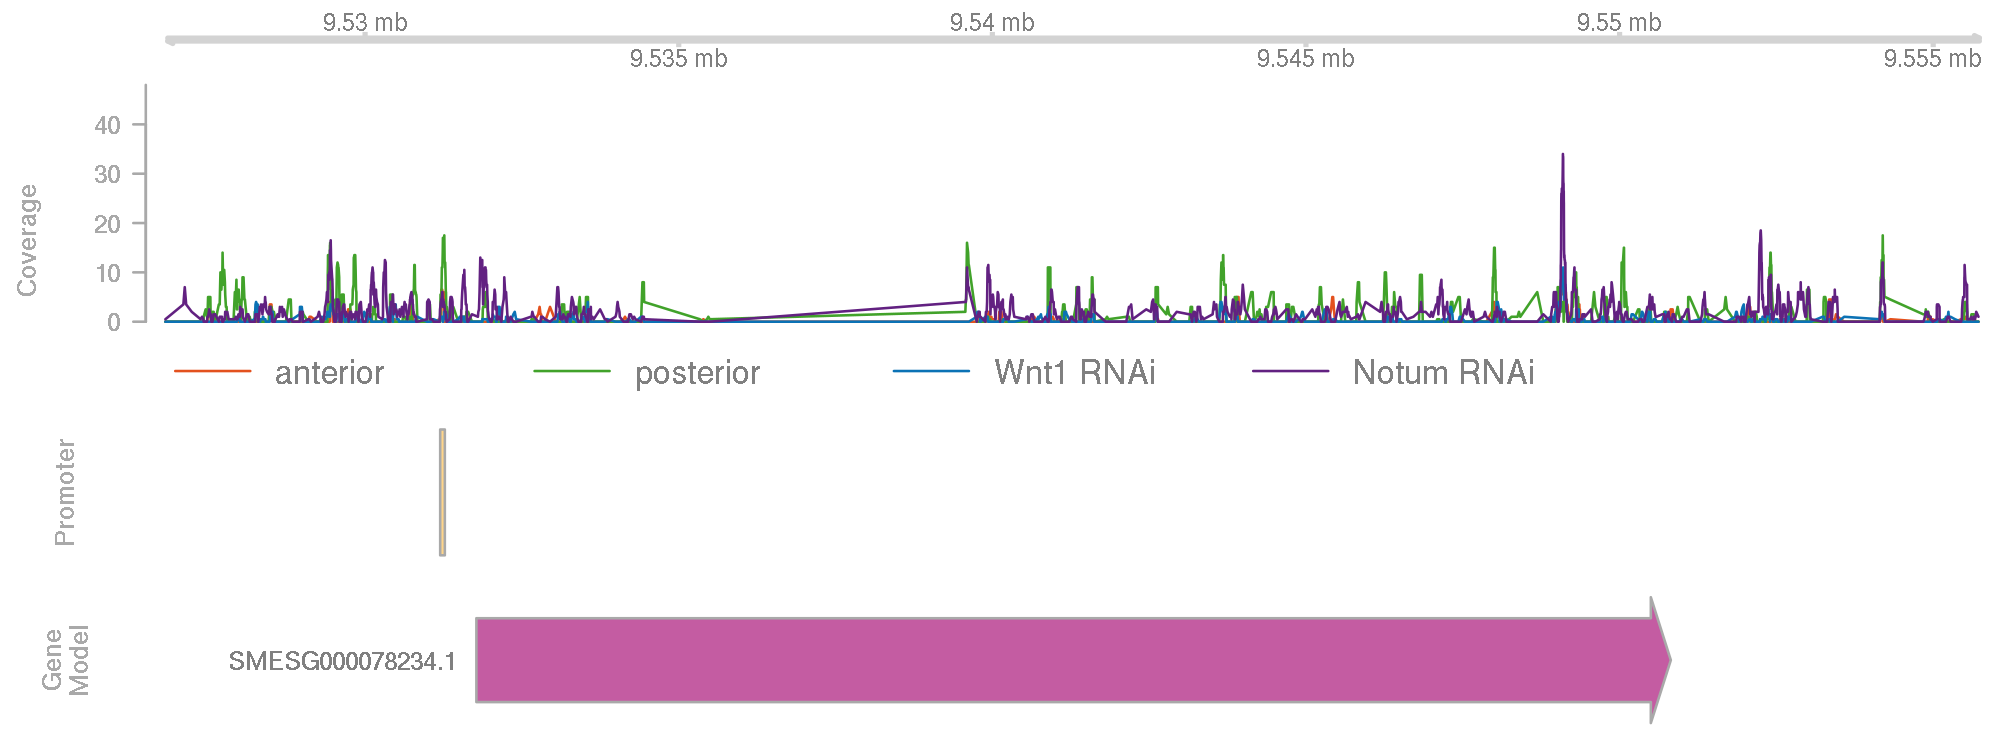 9.53 mb
9.54 mb
9.55 mb
9.535 mb
9.545 mb
9.555 mb
Coverage
40
30
20
10
0
anterior
posterior
Wnt1 RNAi
Notum RNAi
Promoter
Gene
Model
SMESG000078234.1